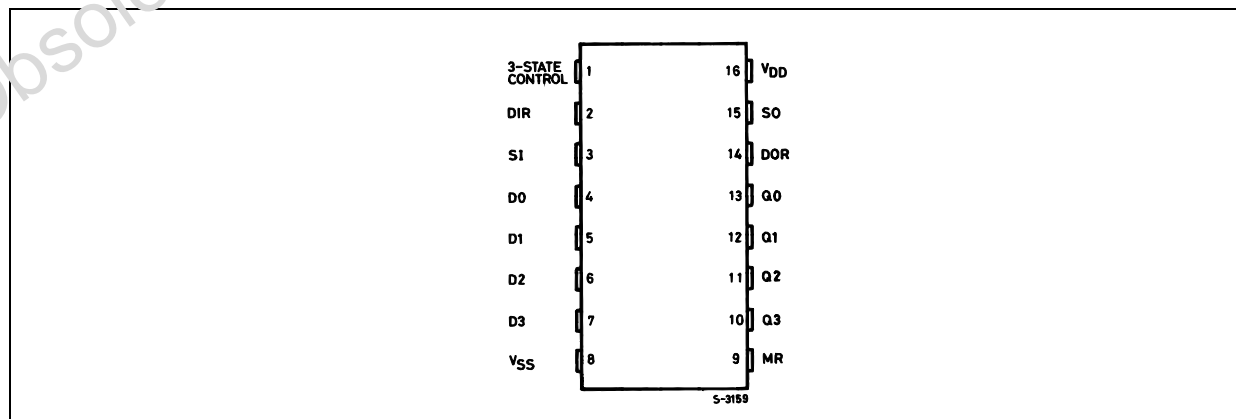 3-STATE
CONTROL 1 16 VDD
DIR 2 15 SO
SI 3 14 DOR
D0 4 13 Q0
D1 5 12 Q1
D2 6 11 Q2
D3 7 10 Q3
VSS 8 9 MR
S-3159